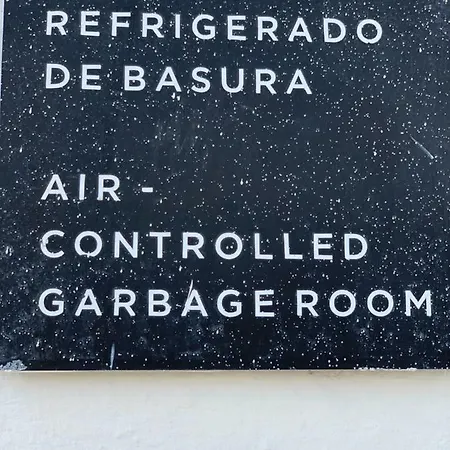 REFRIGERADO
DE BASURA
AIR -
CONTROLLED
GARBAGE ROOM